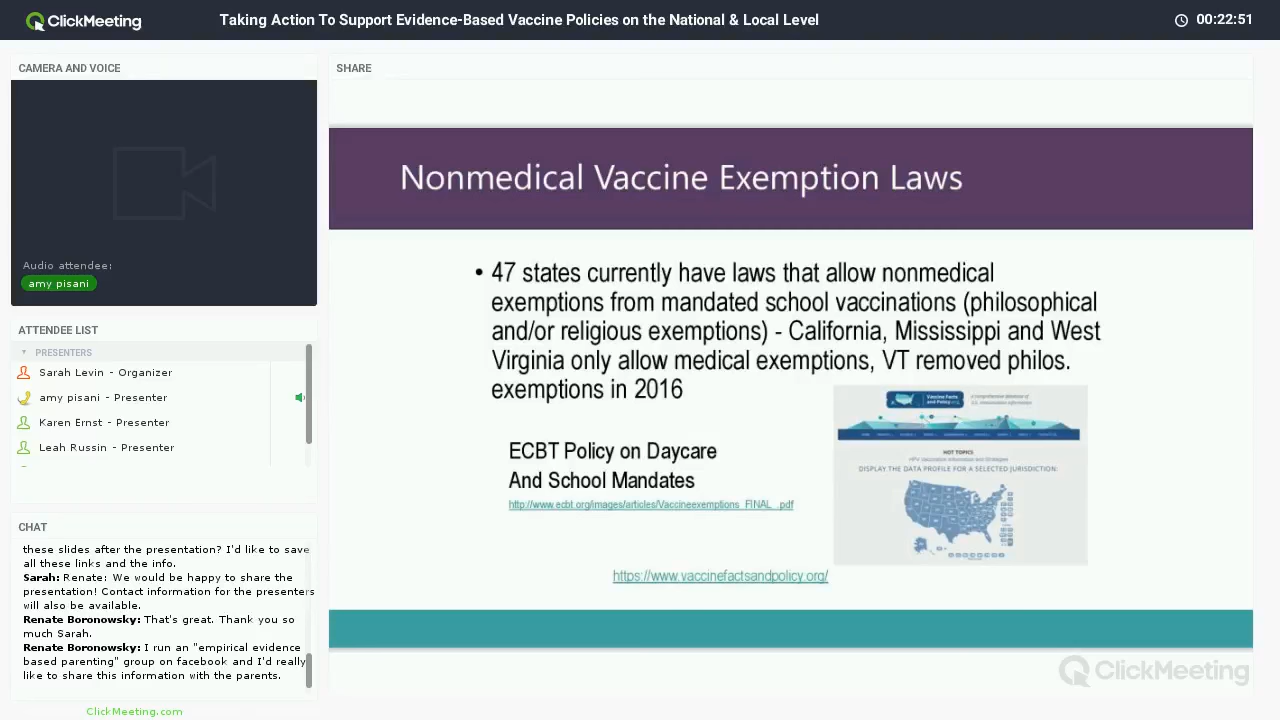 ClickMeeting
Taking Action To Support Evidence-Based Vaccine Policies on the National & Local Level
00:22:51
CAMERA AND VOICE
Audio attendee:
amy pisani
ATTENDEE LIST
PRESENTERS
Sarah Levin - Organizer
amy pisani - Presenter
Karen Ernst - Presenter
Leah Russin - Presenter
CHAT
these slides after the presentation? I'd like to save
all these links and the info.
Sarah: Renate: We would be happy to share the
presentation! Contact information for the presenters
will also be available.
Renate Boronowsky: That's great. Thank you so
much Sarah.
Renate Boronowsky: I run an "empirical evidence
based parenting" group on facebook and I'd really
like to share this information with the parents.
ClickMeeting.com
SHARE
Nonmedical Vaccine Exemption Laws
• 47 states currently have laws that allow nonmedical
exemptions from mandated school vaccinations (philosophical
and/or religious exemptions) - California, Mississippi and West
Virginia only allow medical exemptions, VT removed philos.
exemptions in 2016
ECBT Policy on Daycare
And School Mandates
http://www.ecbt.org/images/articles/Vaccineexemptions_FINAL_.pdf
Vaccine Facts
and Policy
HOT TOPICS
HPV Vaccination Information and Strategies
DISPLAY THE DATA PROFILE FOR A SELECTED JURISDICTION:
https://www.vaccinefactsandpolicy.org/
ClickMeeting